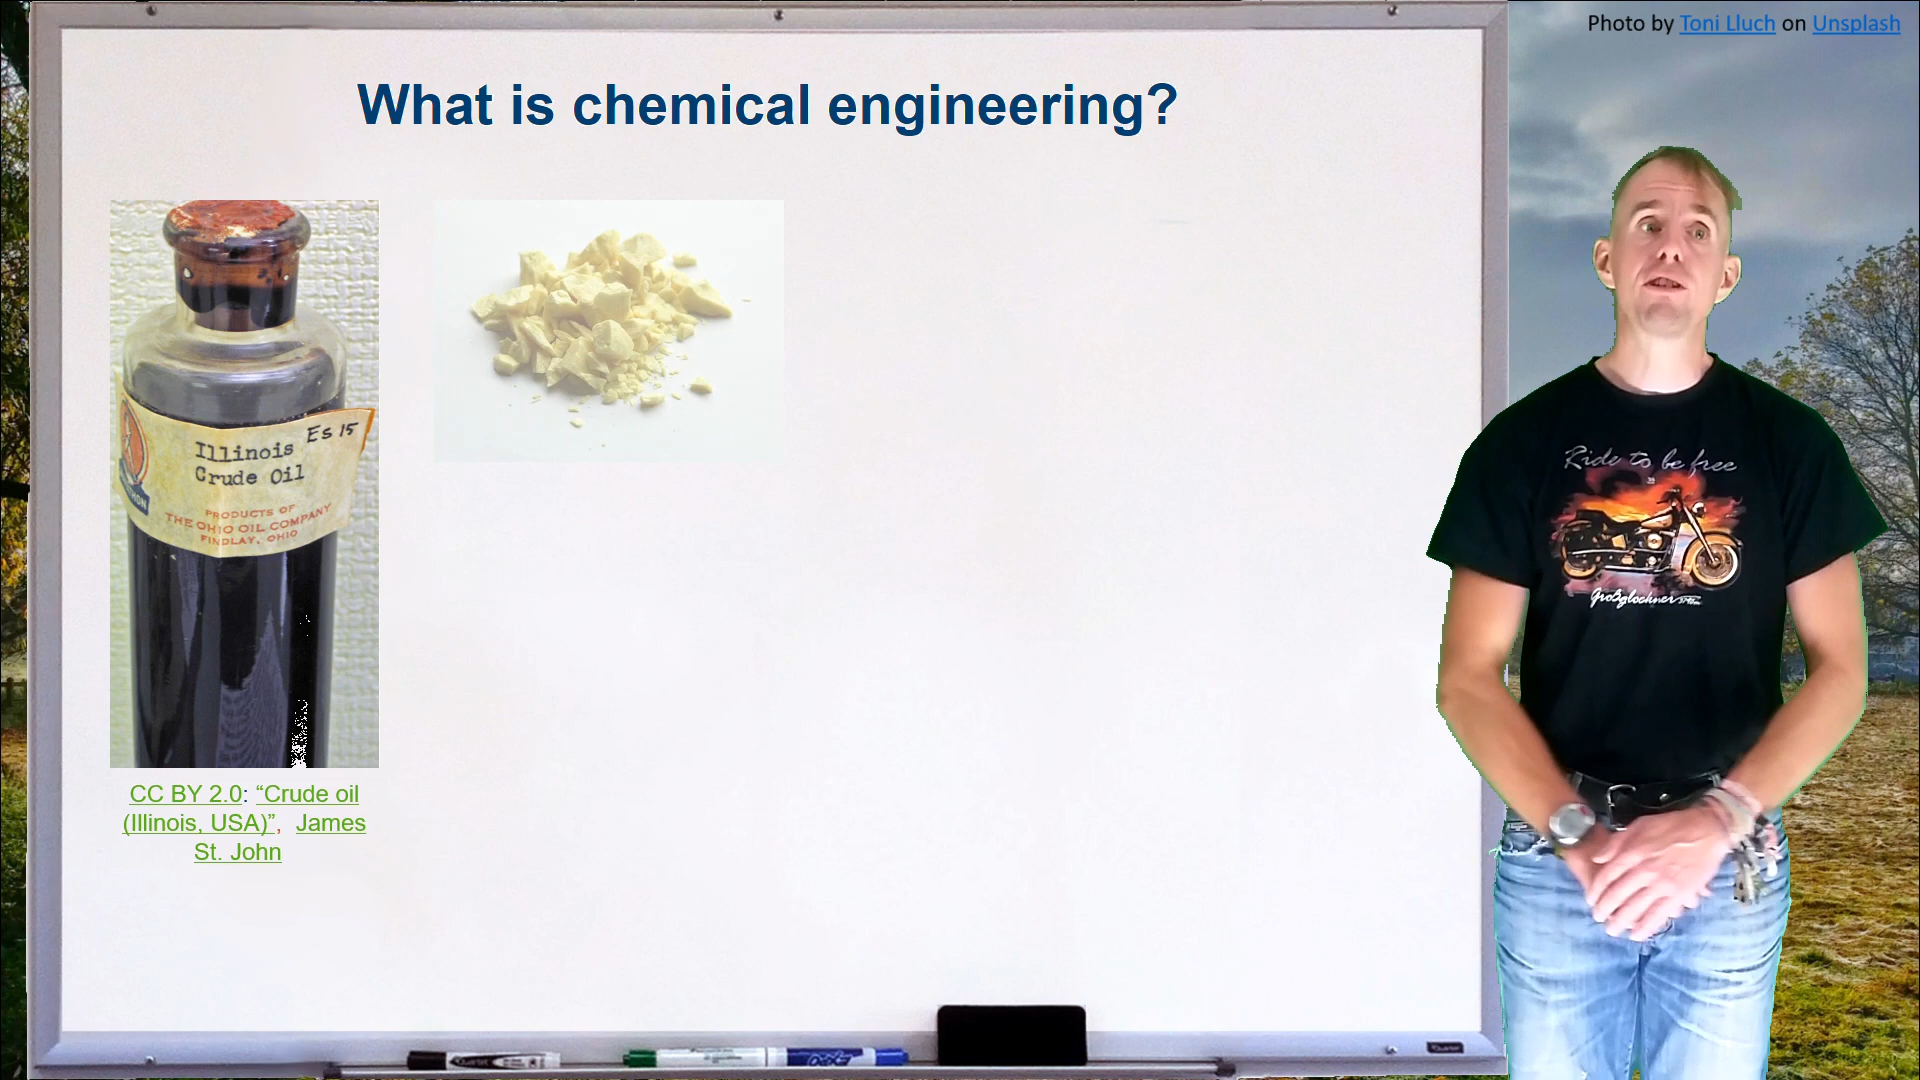 Photo by Toni Lluch on Unsplash
What is chemical engineering?
Illinois
Crude Oil
Es 15
PRODUCTS OF
THE OHIO OIL COMPANY
FINDLAY, OHIO
CC BY 2.0: “Crude oil
(Illinois, USA)”, James
St. John
Ride to be free
Großglockner